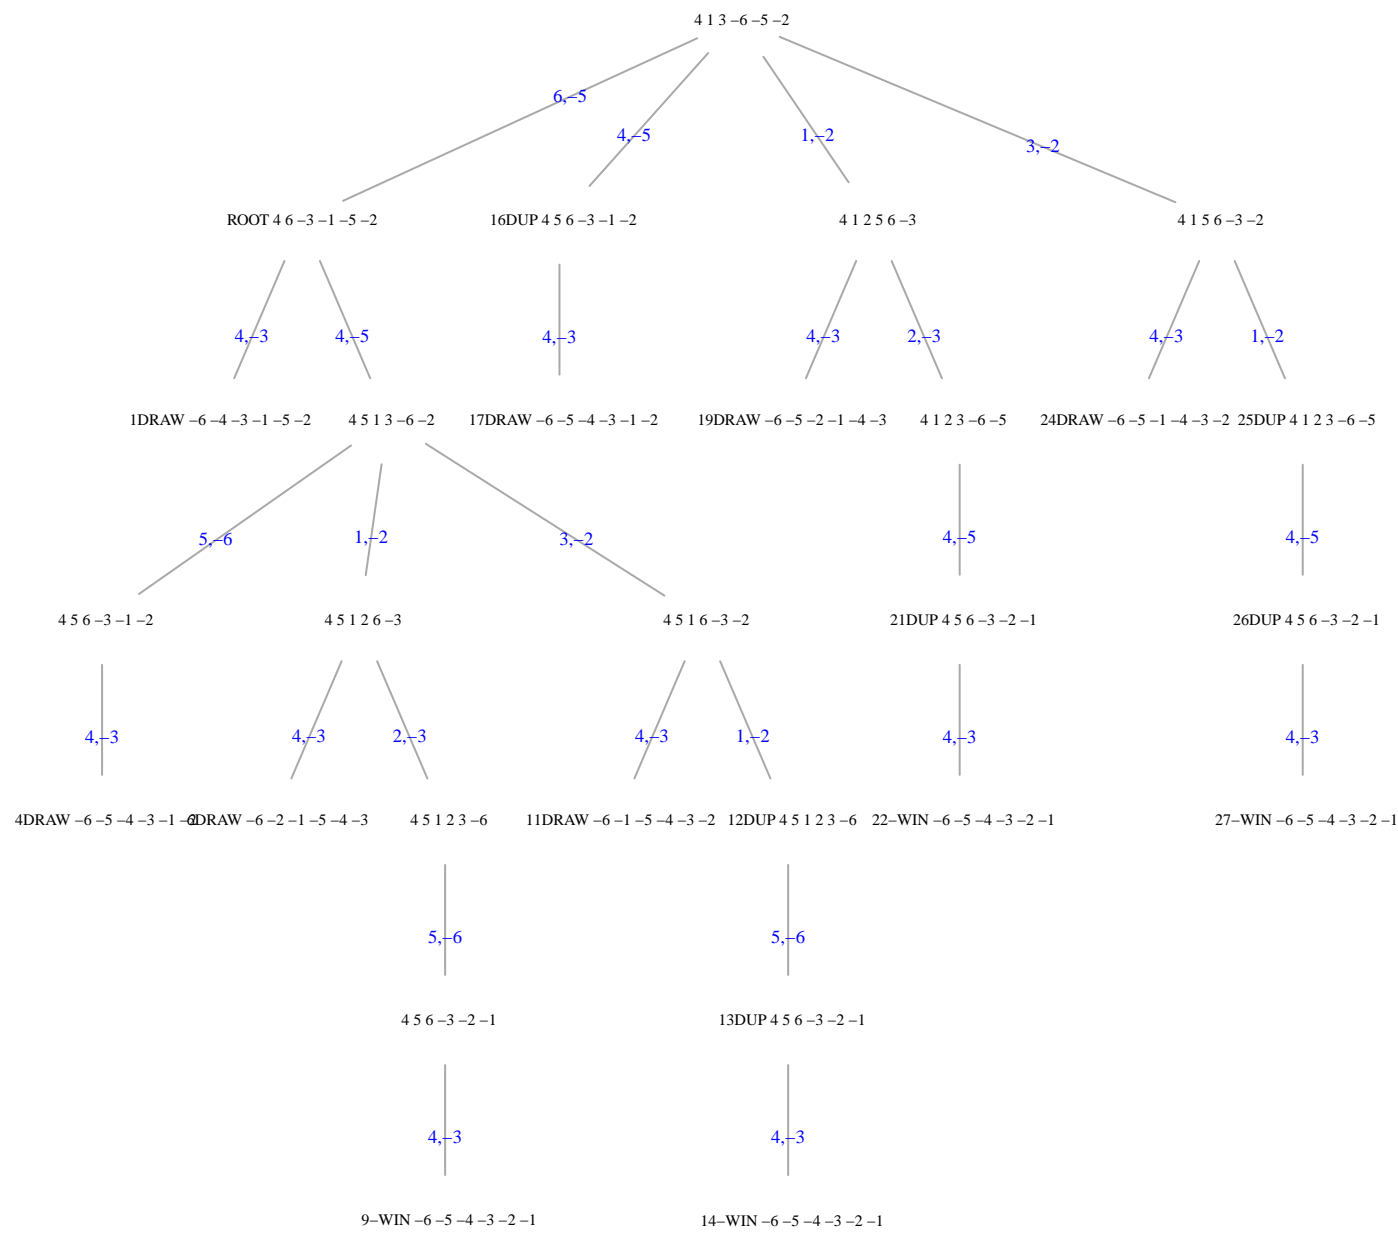 4 1 3 –6 –5 –2
6,–5
4,–5
1,–2
3,–2
ROOT 4 6 –3 –1 –5 –2
16DUP 4 5 6 –3 –1 –2
4 1 2 5 6 –3
4 1 5 6 –3 –2
4,–3
4,–5
4,–3
4,–3
2,–3
4,–3
1,–2
1DRAW –6 –4 –3 –1 –5 –2
4 5 1 3 –6 –2
17DRAW –6 –5 –4 –3 –1 –2
19DRAW –6 –5 –2 –1 –4 –3
4 1 2 3 –6 –5
24DRAW –6 –5 –1 –4 –3 –2
25DUP 4 1 2 3 –6 –5
5,–6
1,–2
3,–2
4,–5
4,–5
4 5 6 –3 –1 –2
4 5 1 2 6 –3
4 5 1 6 –3 –2
21DUP 4 5 6 –3 –2 –1
26DUP 4 5 6 –3 –2 –1
4,–3
4,–3
2,–3
4,–3
1,–2
4,–3
4,–3
4DRAW –6 –5 –4 –3 –1 –2
6DRAW –6 –2 –1 –5 –4 –3
4 5 1 2 3 –6
11DRAW –6 –1 –5 –4 –3 –2
12DUP 4 5 1 2 3 –6
22–WIN –6 –5 –4 –3 –2 –1
27–WIN –6 –5 –4 –3 –2 –1
5,–6
5,–6
4 5 6 –3 –2 –1
13DUP 4 5 6 –3 –2 –1
4,–3
4,–3
9–WIN –6 –5 –4 –3 –2 –1
14–WIN –6 –5 –4 –3 –2 –1